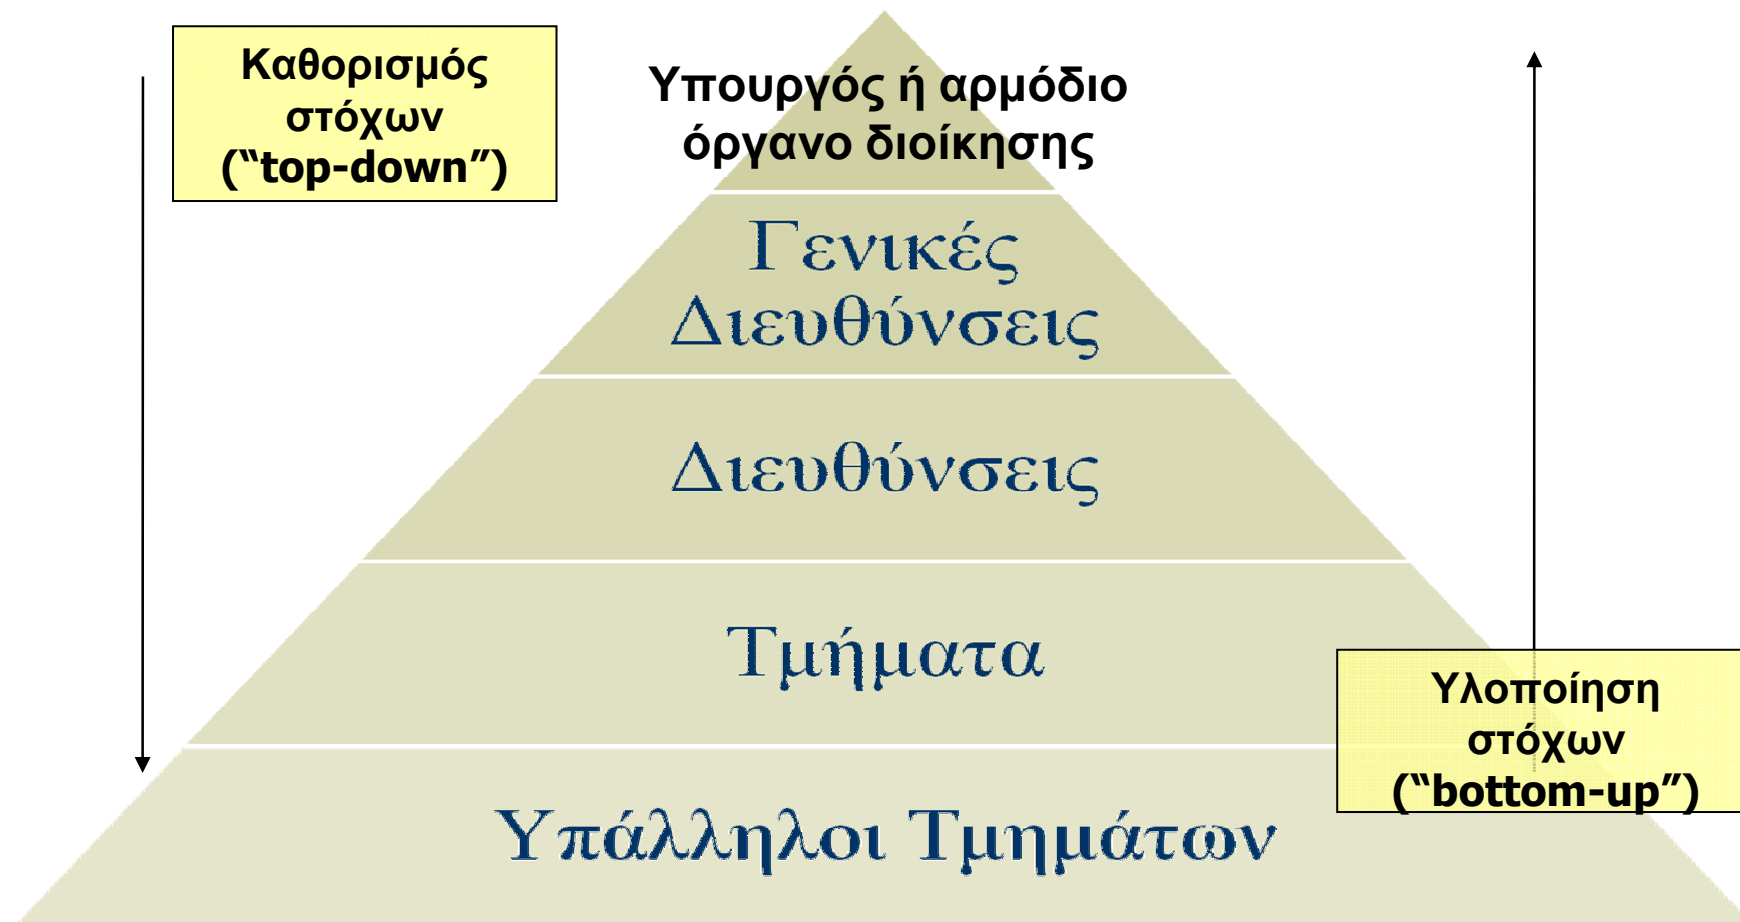 Καθορισμός
στόχων
(“top-down”)
Υπουργός ή αρμόδιο
όργανο διοίκησης
Γενικές
Διευθύνσεις
Διευθύνσεις
Τμήματα
Υλοποίηση
στόχων
(“bottom-up”)
Υπάλληλοι Τμημάτων